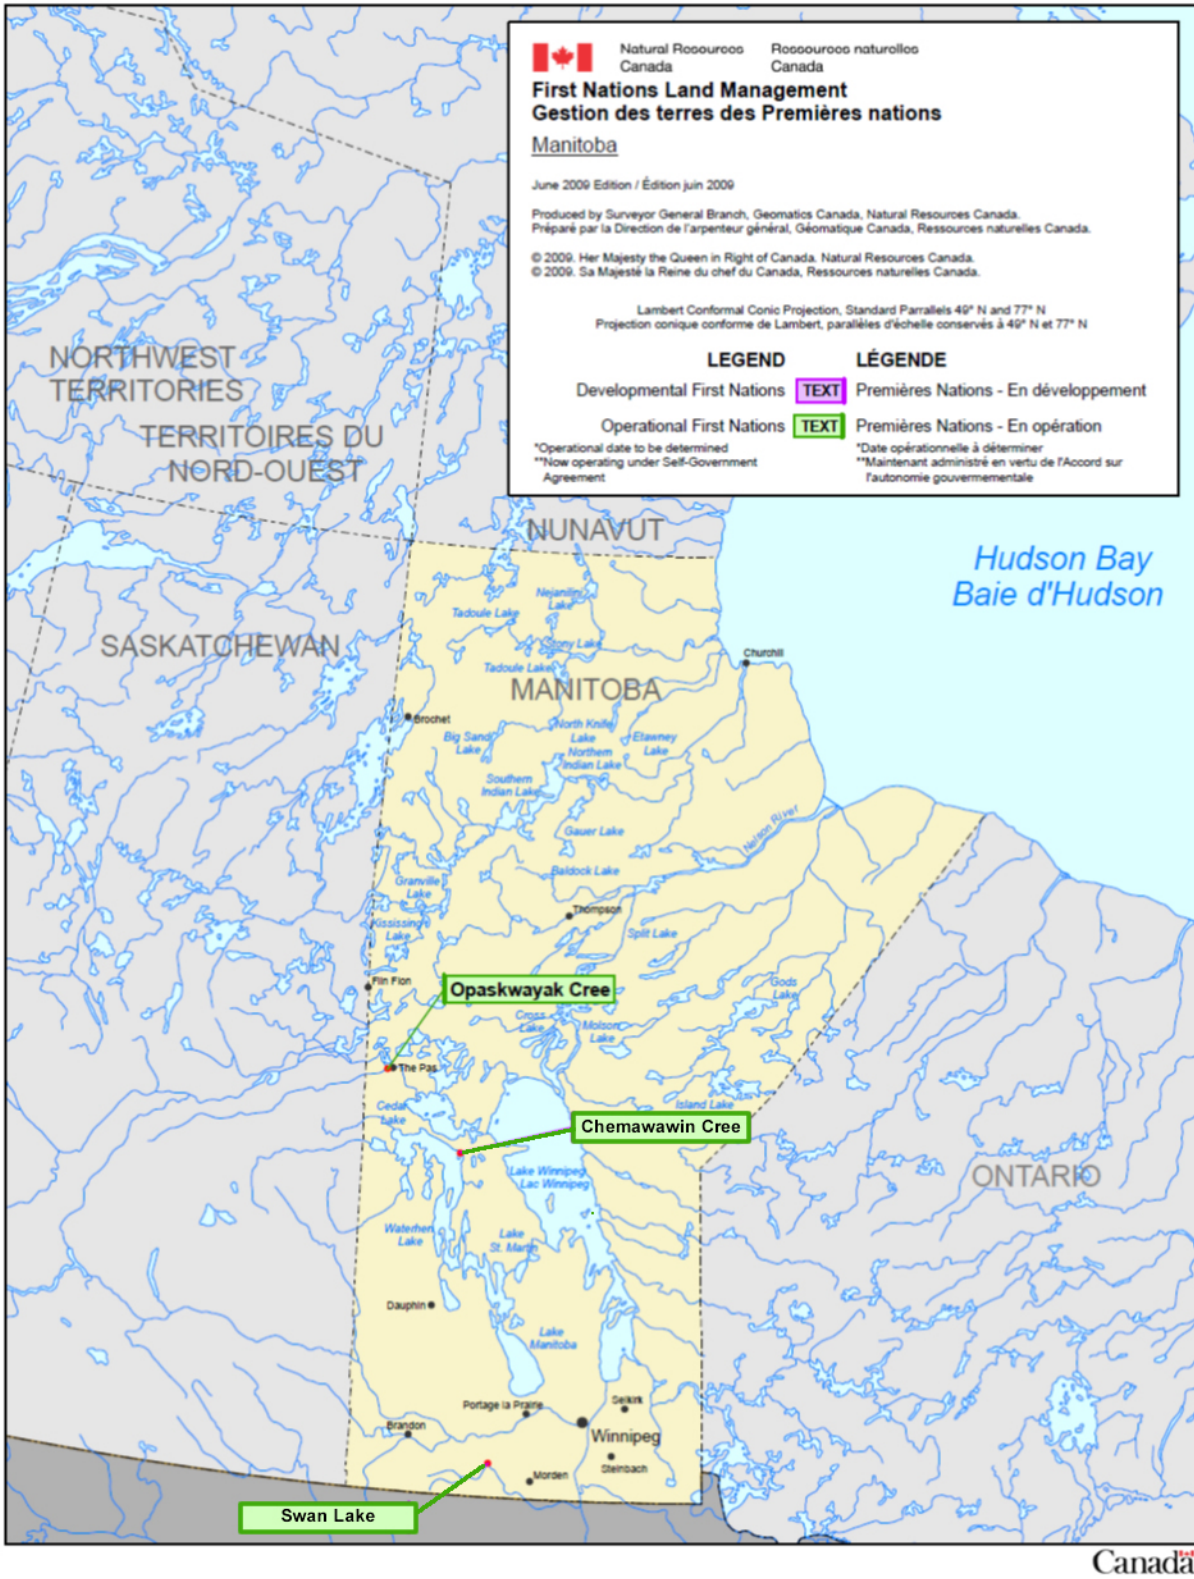 Natural Resources
Canada
Ressources naturelles
Canada
First Nations Land Management
Gestion des terres des Premières nations
Manitoba
June 2009 Edition / Édition juin 2009
Produced by Surveyor General Branch, Geomatics Canada, Natural Resources Canada.
Préparé par la Direction de l'arpenteur général, Géomatique Canada, Ressources naturelles Canada.
© 2009. Her Majesty the Queen in Right of Canada. Natural Resources Canada.
© 2009. Sa Majesté la Reine du chef du Canada, Ressources naturelles Canada.
Lambert Conformal Conic Projection, Standard Parrallels 49° N and 77° N
Projection conique conforme de Lambert, parallèles d'échelle conservés à 49° N et 77° N
LEGEND LÉGENDE
Developmental First Nations TEXT Premières Nations - En développement
Operational First Nations TEXT Premières Nations - En opération
*Operational date to be determined
**Now operating under Self-Government
Agreement
*Date opérationnelle à déterminer
**Maintenant administré en vertu de l'Accord sur
l'autonomie gouvermementale
NORTHWEST
TERRITORIES
TERRITOIRES DU
NORD-OUEST
NUNAVUT
Hudson Bay
Baie d'Hudson
SASKATCHEWAN
Nejanilini
Lake
Tadoule Lake
Stony Lake
Tadoule Lake
Churchill
MANITOBA
Brochet
Big Sand
Lake
North Knife
Lake
Etawney
Lake
Northern
Indian Lake
Southern
Indian Lake
Gauer Lake
Nelson River
Baldock Lake
Granville
Lake
Thompson
Kississing
Lake
Split Lake
Flin Flon
Opaskwayak Cree
Gods
Lake
Cross
Lake
Molson
Lake
The Pas
Cedar
Lake
Island Lake
Chemawawin Cree
Lake Winnipeg
Lac Winnipeg
ONTARIO
Waterhen
Lake
Lake
St. Martin
Dauphin
Lake
Manitoba
Portage la Prairie
Selkirk
Brandon
Winnipeg
Steinbach
Morden
Swan Lake
Canada